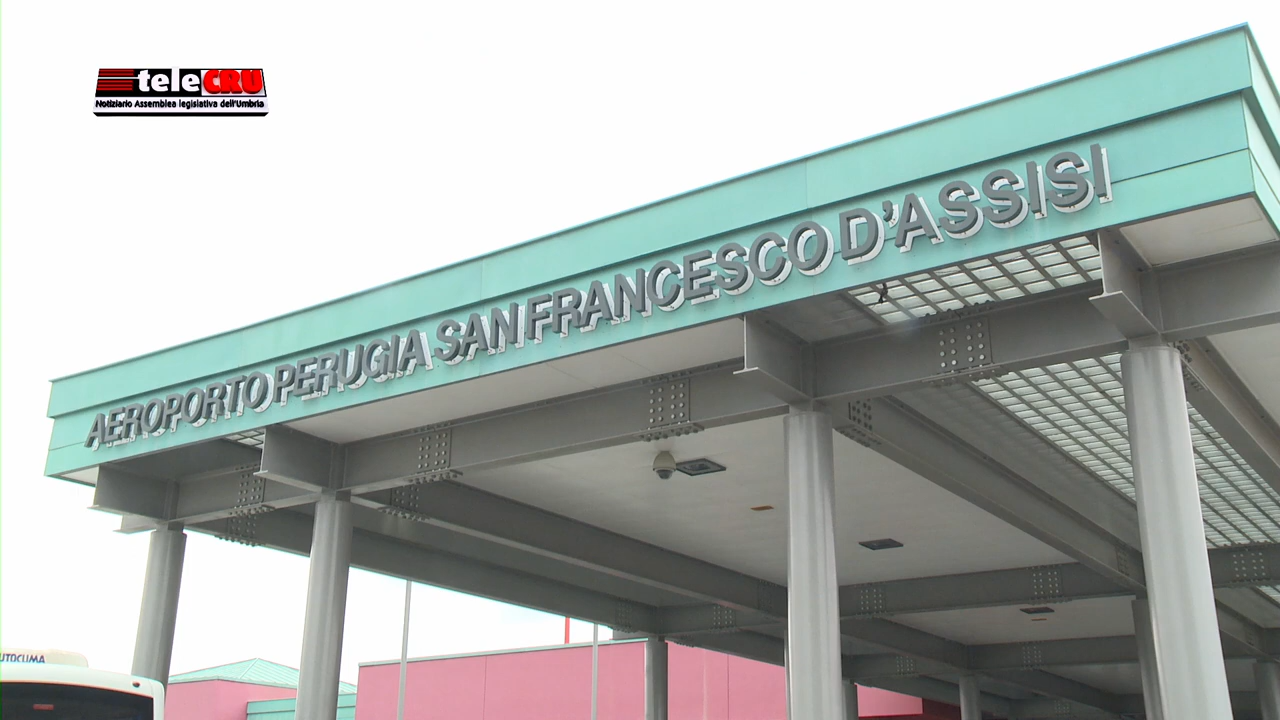 teleCRU
Notiziario Assemblea legislativa dell'Umbria
AEROPORTO PERUGIA SAN FRANCESCO D'ASSISI